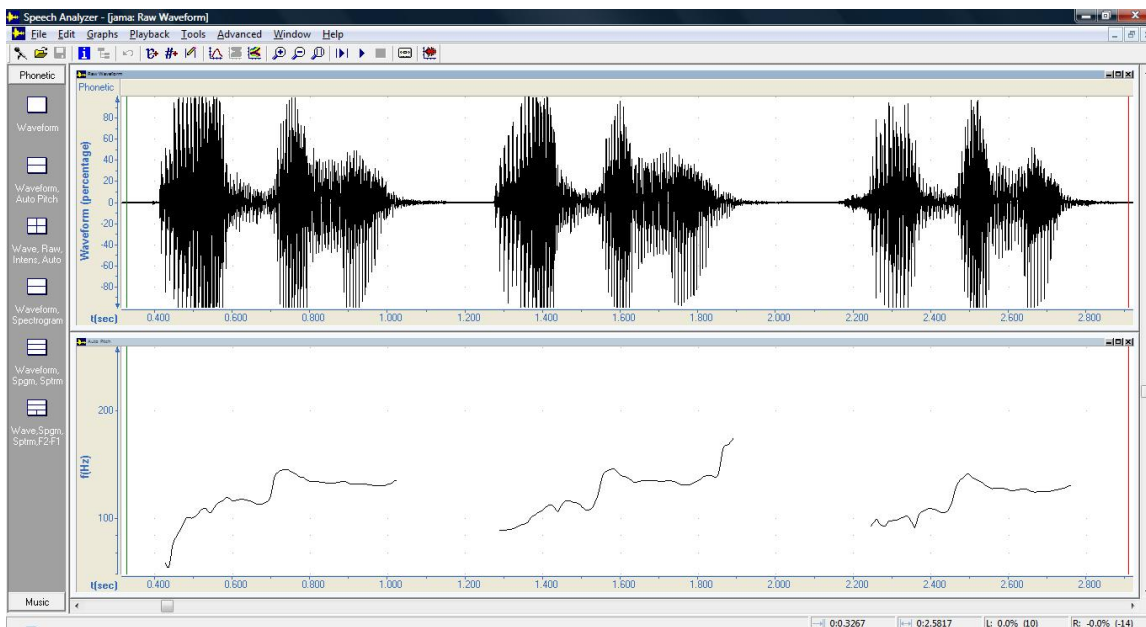 Speech Analyzer - [jama: Raw Waveform]
File Edit Graphs Playback Tools Advanced Window Help
Phonetic
Waveform
Waveform,
Auto Pitch
Wave, Raw,
Intens, Auto
Waveform,
Spectrogram
Waveform,
Spgm, Sptrm
Wave,Spgm,
Sptrm,F2-F1
Music
Raw Waveform
Phonetic
Waveform (percentage)
80
60
40
20
0
-20
-40
-60
-80
t(sec) 0.400 0.600 0.800 1.000 1.200 1.400 1.600 1.800 2.000 2.200 2.400 2.600 2.800
Auto Pitch
f(Hz)
200
100
t(sec) 0.400 0.600 0.800 1.000 1.200 1.400 1.600 1.800 2.000 2.200 2.400 2.600 2.800
0:0.3267 0:2.5817 L: 0.0% (10) R: -0.0% (-14)